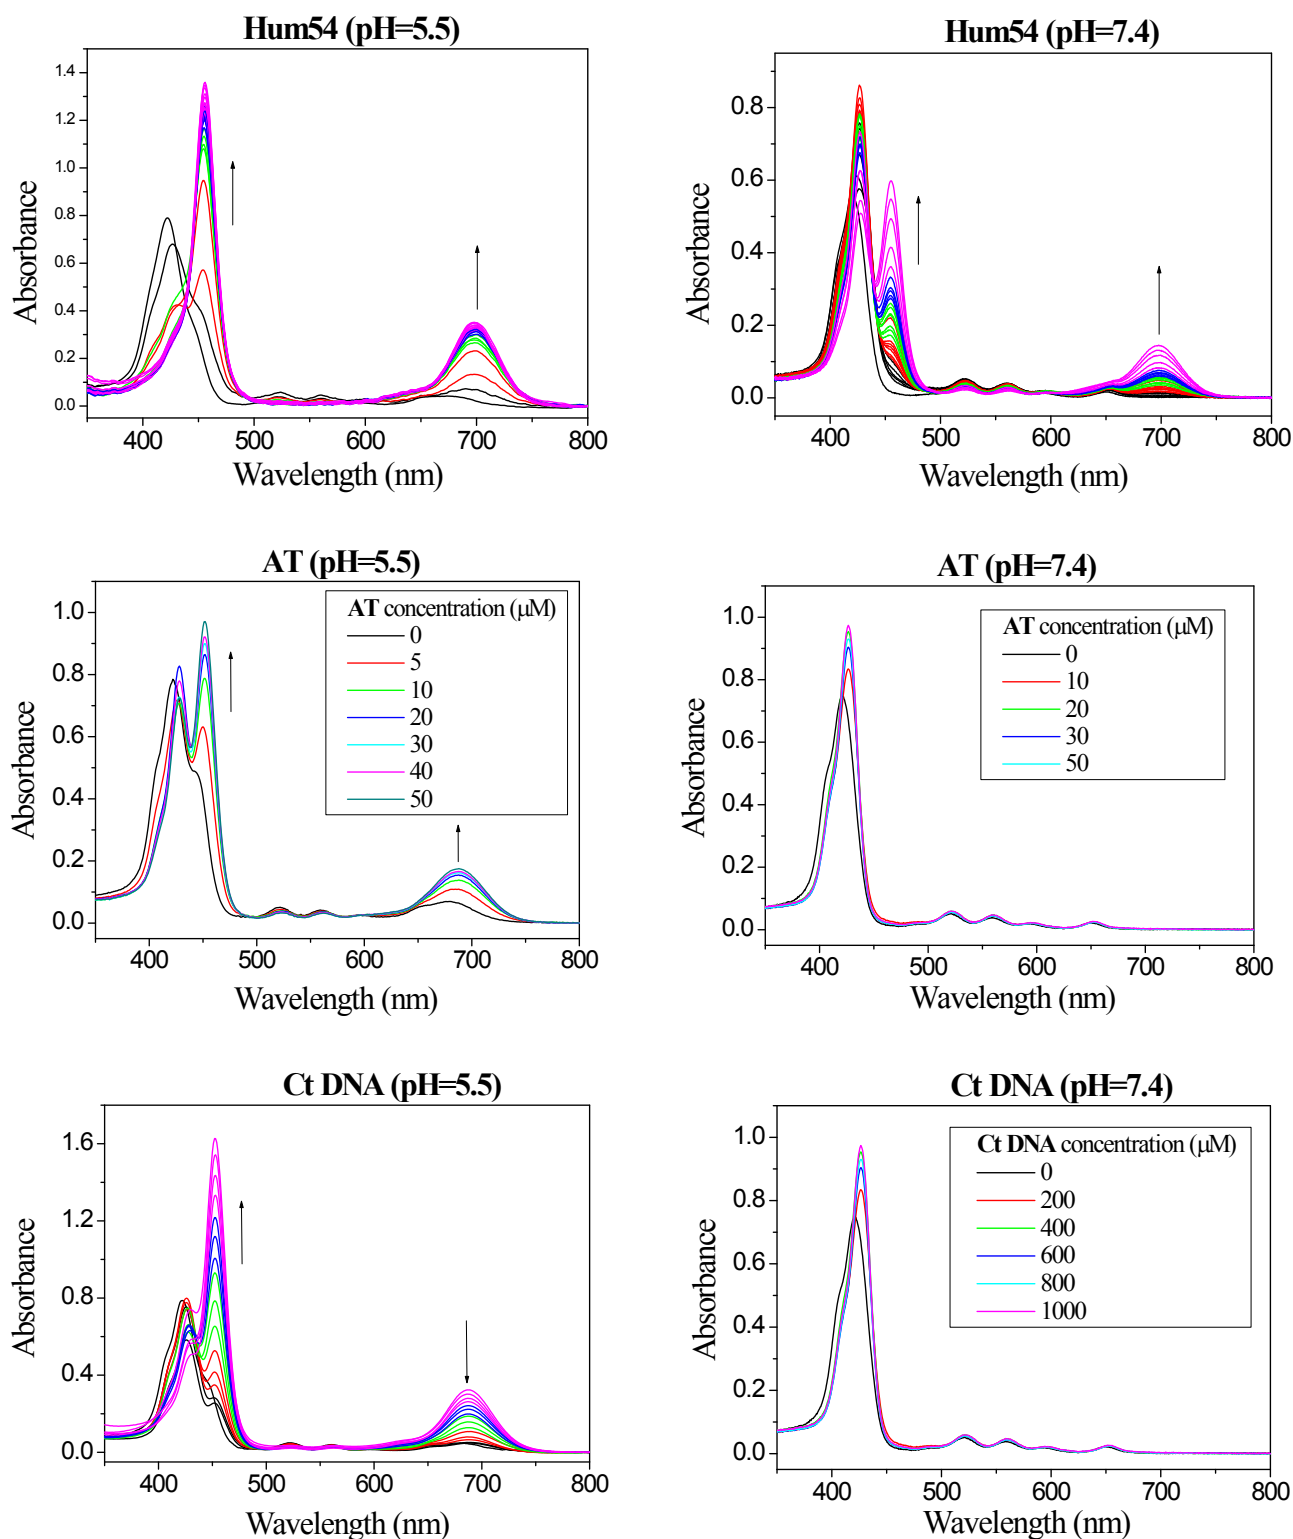 Hum54 (pH=5.5)
1.4
1.2
1.0
0.8
0.6
0.4
0.2
0.0
Absorbance
400 500 600 700 800
Wavelength (nm)
Hum54 (pH=7.4)
0.8
0.6
0.4
0.2
0.0
Absorbance
400 500 600 700 800
Wavelength (nm)
AT (pH=5.5)
1.0
0.8
0.6
0.4
0.2
0.0
Absorbance
AT concentration (μM)
0
5
10
20
30
40
50
400 500 600 700 800
Wavelength (nm)
AT (pH=7.4)
1.0
0.8
0.6
0.4
0.2
0.0
Absorbance
AT concentration (μM)
0
10
20
30
50
400 500 600 700 800
Wavelength (nm)
Ct DNA (pH=5.5)
1.6
1.2
0.8
0.4
0.0
Absorbance
400 500 600 700 800
Wavelength (nm)
Ct DNA (pH=7.4)
1.0
0.8
0.6
0.4
0.2
0.0
Absorbance
Ct DNA concentration (μM)
0
200
400
600
800
1000
400 500 600 700 800
Wavelength (nm)